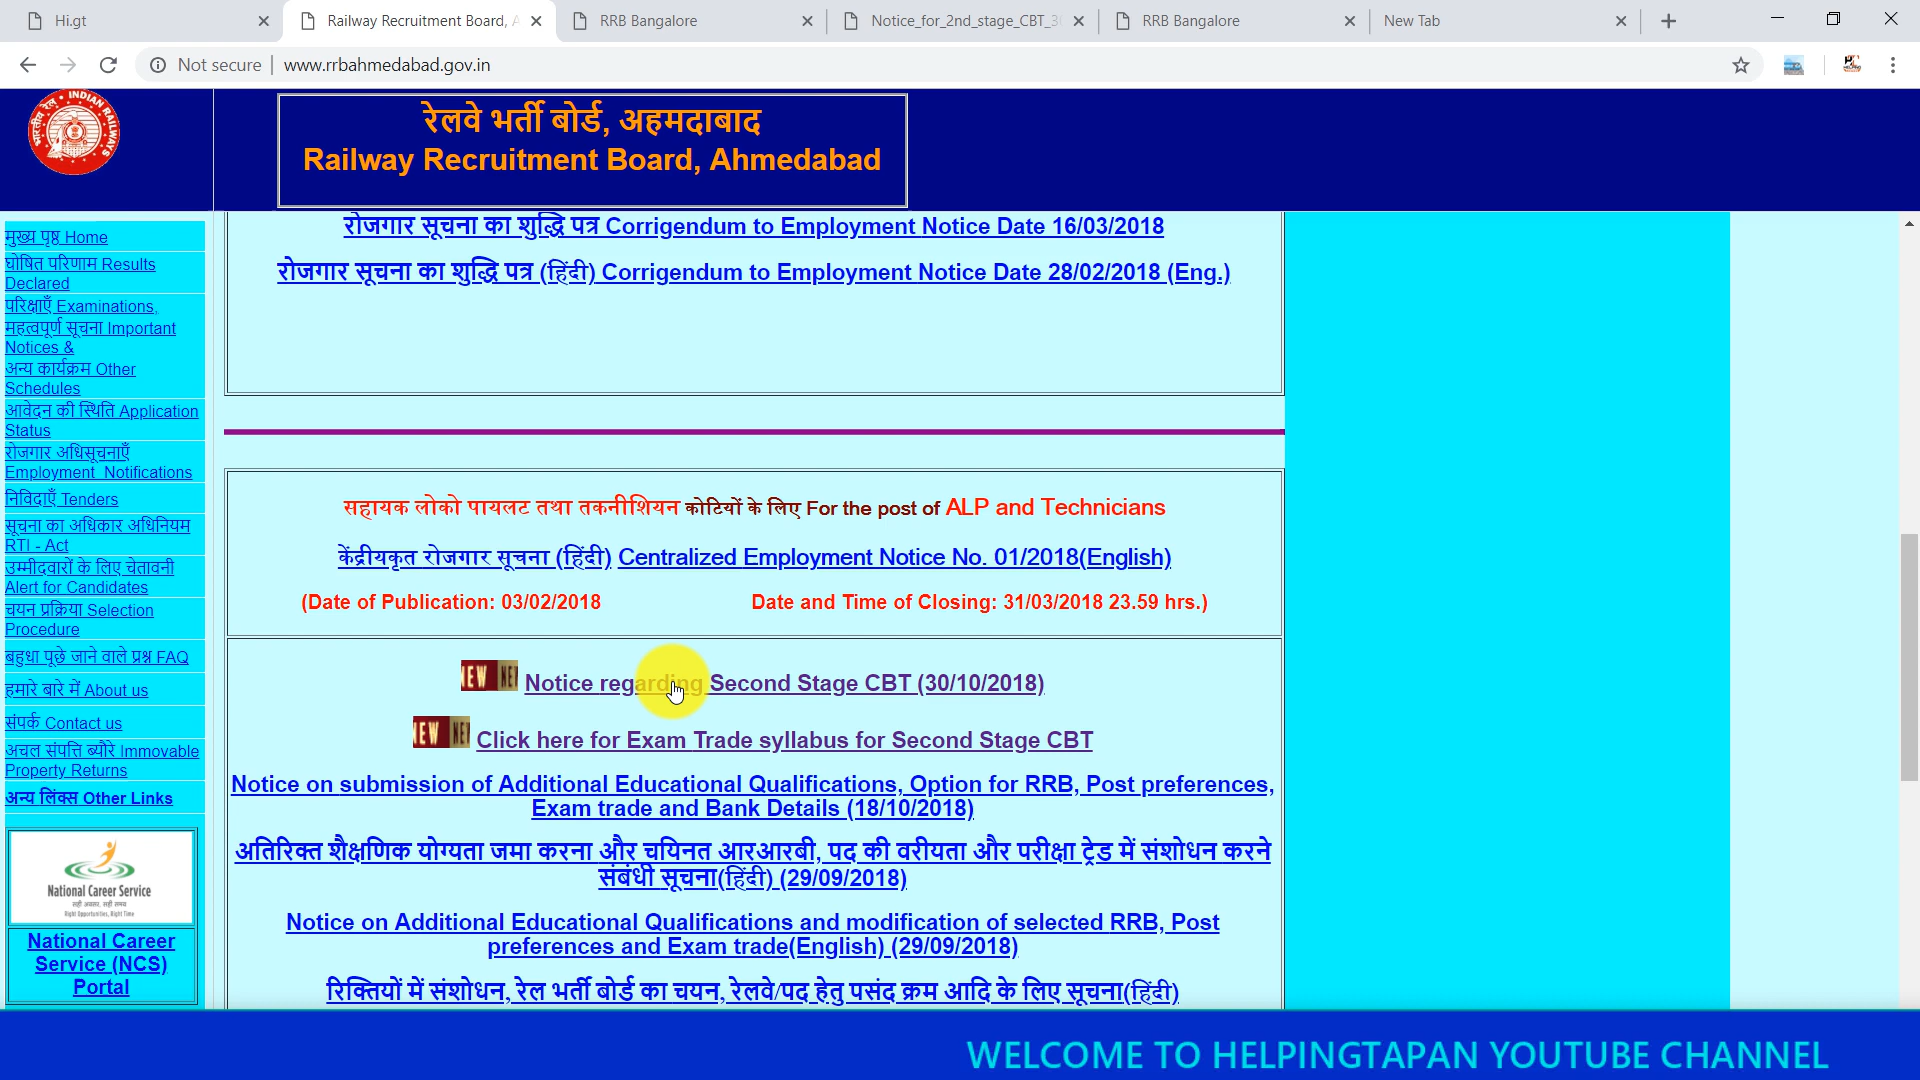 Hi.gt
Railway Recruitment Board, A
RRB Bangalore
Notice_for_2nd_stage_CBT_3
RRB Bangalore
New Tab
Not secure
www.rrbahmedabad.gov.in
रेलवे भर्ती बोर्ड, अहमदाबाद
Railway Recruitment Board, Ahmedabad
मुख्य पृष्ठ Home
घोषित परिणाम Results
Declared
परिक्षाएँ Examinations,
महत्वपूर्ण सूचना Important
Notices &
अन्य कार्यक्रम Other
Schedules
आवेदन की स्थिति Application
Status
रोजगार अधिसूचनाएँ
Employment Notifications
निविदाएँ Tenders
सूचना का अधिकार अधिनियम
RTI - Act
उम्मीदवारों के लिए चेतावनी
Alert for Candidates
चयन प्रक्रिया Selection
Procedure
बहुधा पूछे जाने वाले प्रश्न FAQ
हमारे बारे में About us
संपर्क Contact us
अचल संपत्ति ब्यौरे Immovable
Property Returns
अन्य लिंक्स Other Links
National Career Service
सही अवसर, सही समय
Right Opportunities, Right Time
National Career
Service (NCS)
Portal
रोजगार सूचना का शुद्धि पत्र Corrigendum to Employment Notice Date 16/03/2018
रोजगार सूचना का शुद्धि पत्र (हिंदी) Corrigendum to Employment Notice Date 28/02/2018 (Eng.)
सहायक लोको पायलट तथा तकनीशियन कोटियों के लिए For the post of ALP and Technicians
केंद्रीयकृत रोजगार सूचना (हिंदी) Centralized Employment Notice No. 01/2018(English)
(Date of Publication: 03/02/2018 Date and Time of Closing: 31/03/2018 23.59 hrs.)
Notice regarding Second Stage CBT (30/10/2018)
Click here for Exam Trade syllabus for Second Stage CBT
Notice on submission of Additional Educational Qualifications, Option for RRB, Post preferences,
Exam trade and Bank Details (18/10/2018)
अतिरिक्त शैक्षणिक योग्यता जमा करना और चयिनत आरआरबी, पद की वरीयता और परीक्षा ट्रेड में संशोधन करने
संबंधी सूचना(हिंदी) (29/09/2018)
Notice on Additional Educational Qualifications and modification of selected RRB, Post
preferences and Exam trade(English) (29/09/2018)
रिक्तियों में संशोधन, रेल भर्ती बोर्ड का चयन, रेलवे/पद हेतु पसंद क्रम आदि के लिए सूचना(हिंदी)
WELCOME TO HELPINGTAPAN YOUTUBE CHANNEL